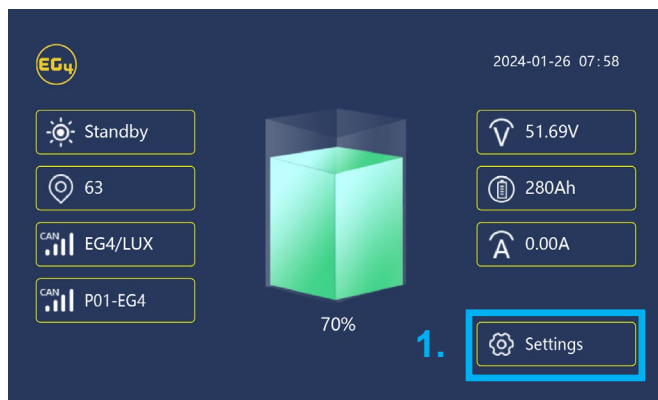 EG4
2024-01-26 07:58
Standby
63
CAN
EG4/LUX
CAN
P01-EG4
70%
V
51.69V
280Ah
A
0.00A
1.
Settings